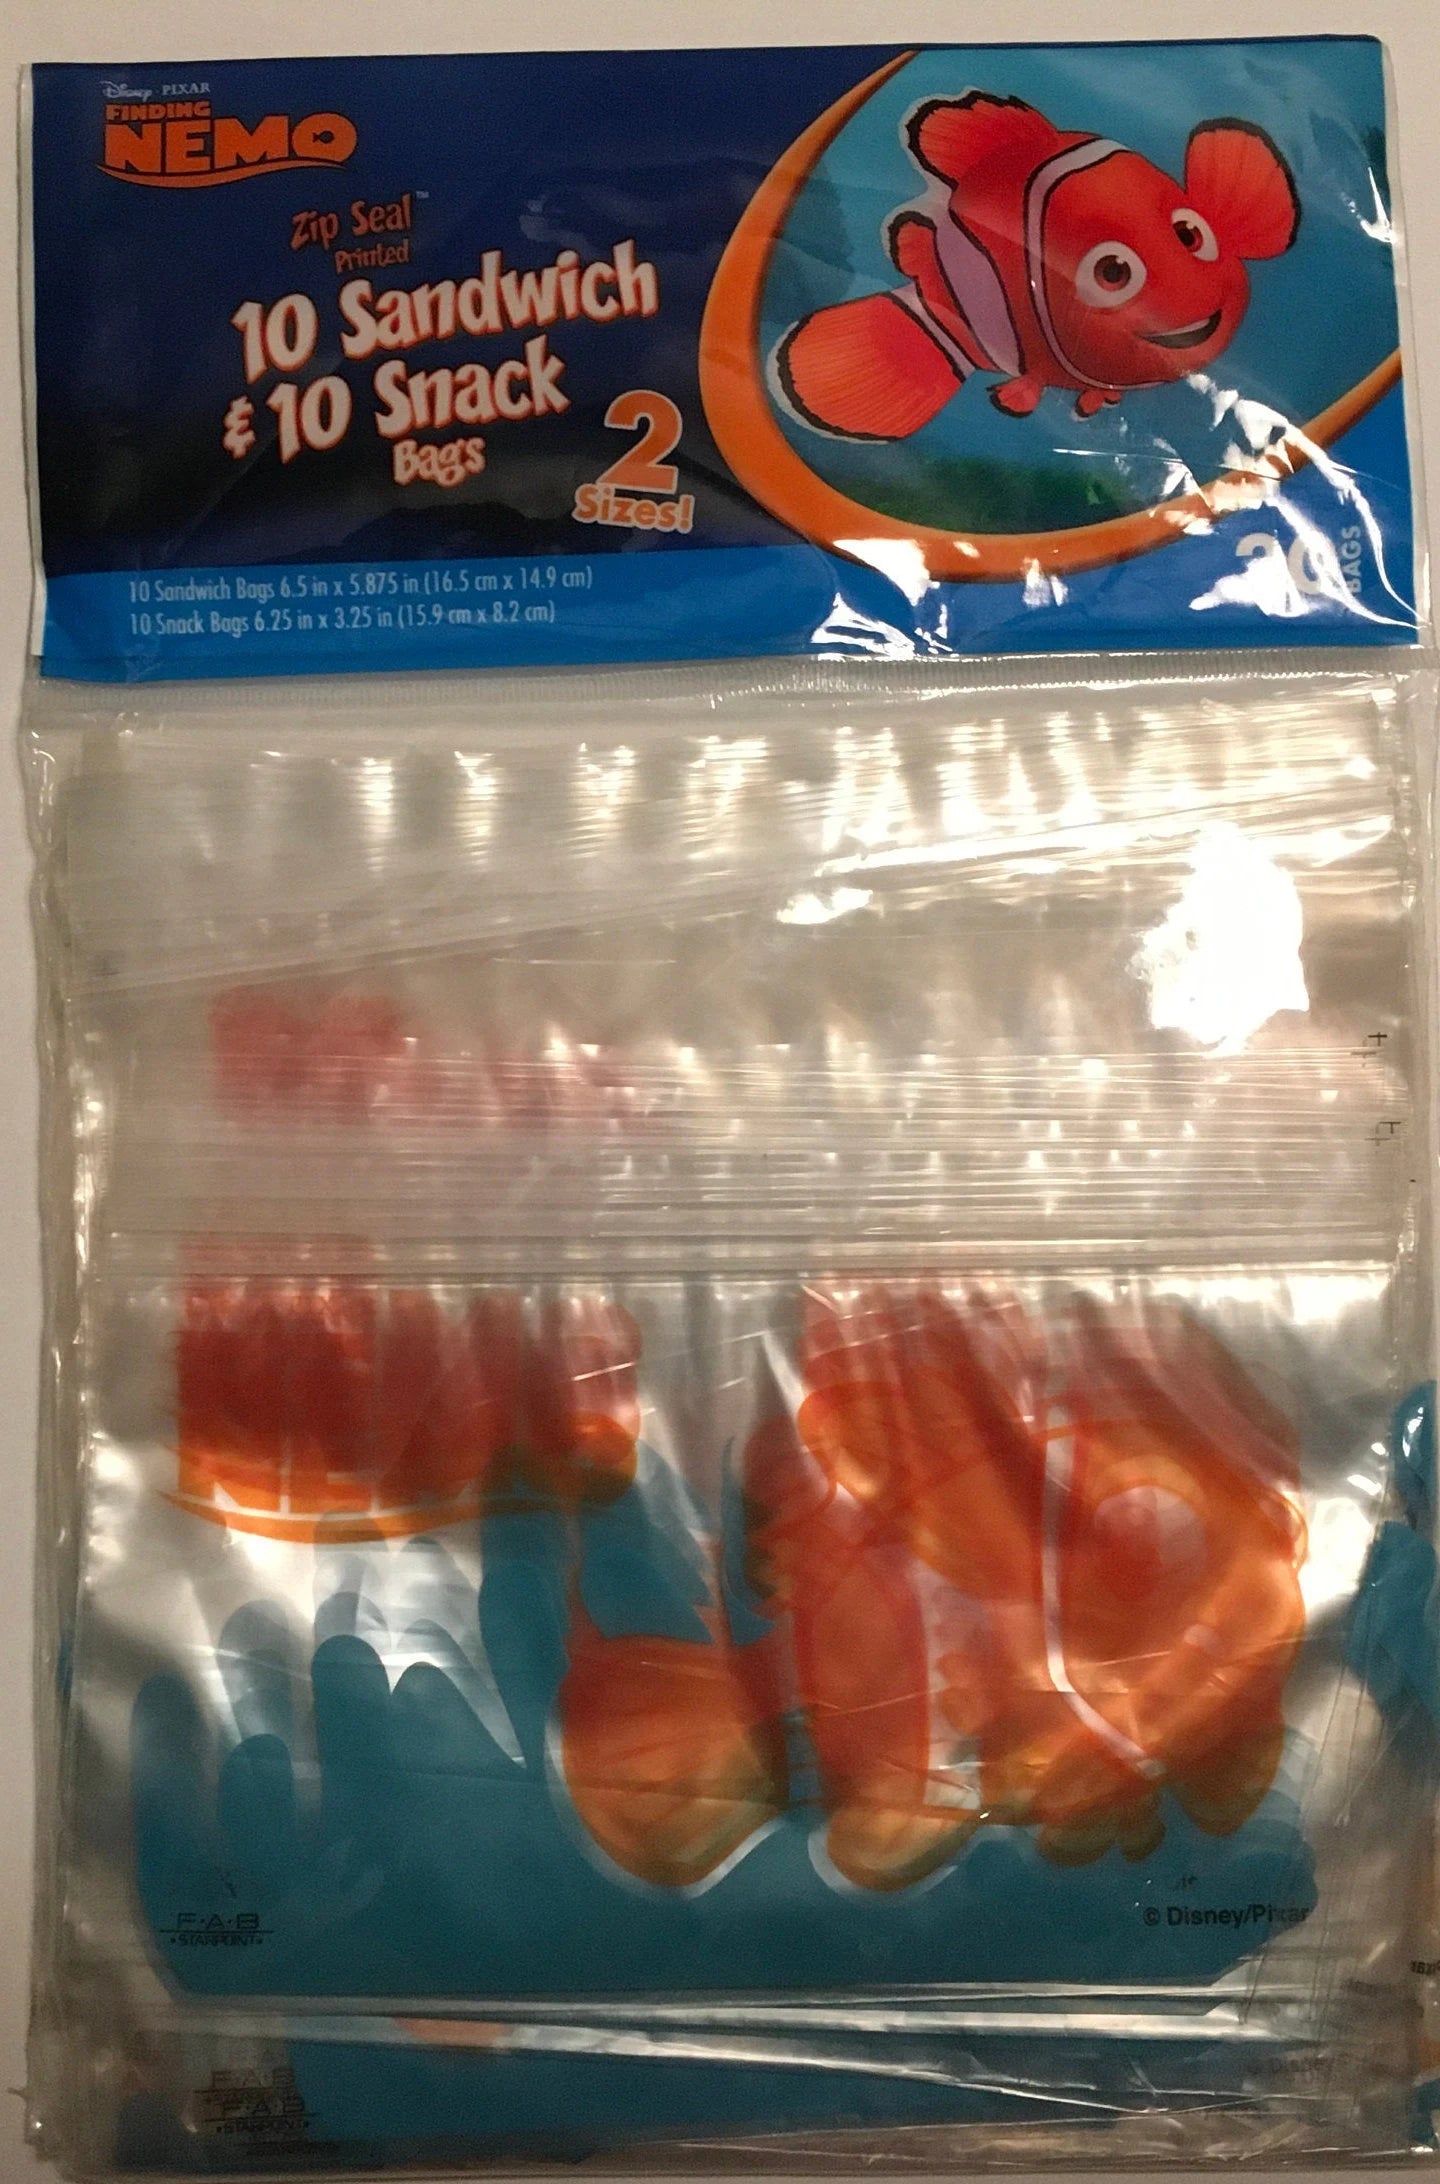 Disney · PIXAR
FINDING
NEMO
Zip Seal™
Printed
10 Sandwich
& 10 Snack
Bags
2
Sizes!
10 Sandwich Bags 6.5 in x 5.875 in (16.5 cm x 14.9 cm)
10 Snack Bags 6.25 in x 3.25 in (15.9 cm x 8.2 cm)
20
BAGS
F·A·B
·STARPOINT·
© Disney/Pixar
F·A·B
F·A·B
·STARPOINT·